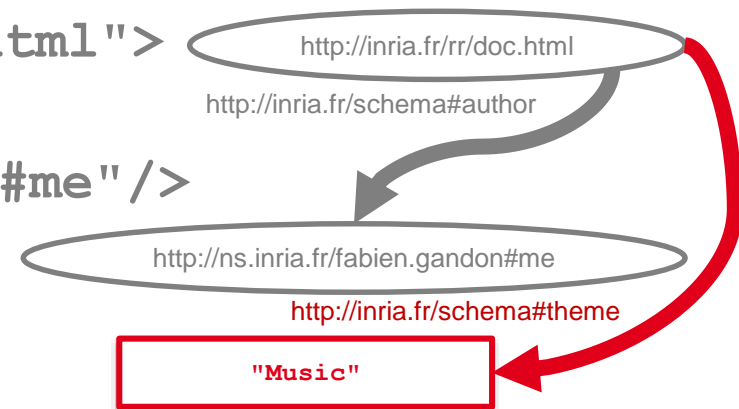 tml">
http://inria.fr/rr/doc.html
http://inria.fr/schema#author
#me"/>
http://ns.inria.fr/fabien.gandon#me
http://inria.fr/schema#theme
"Music"